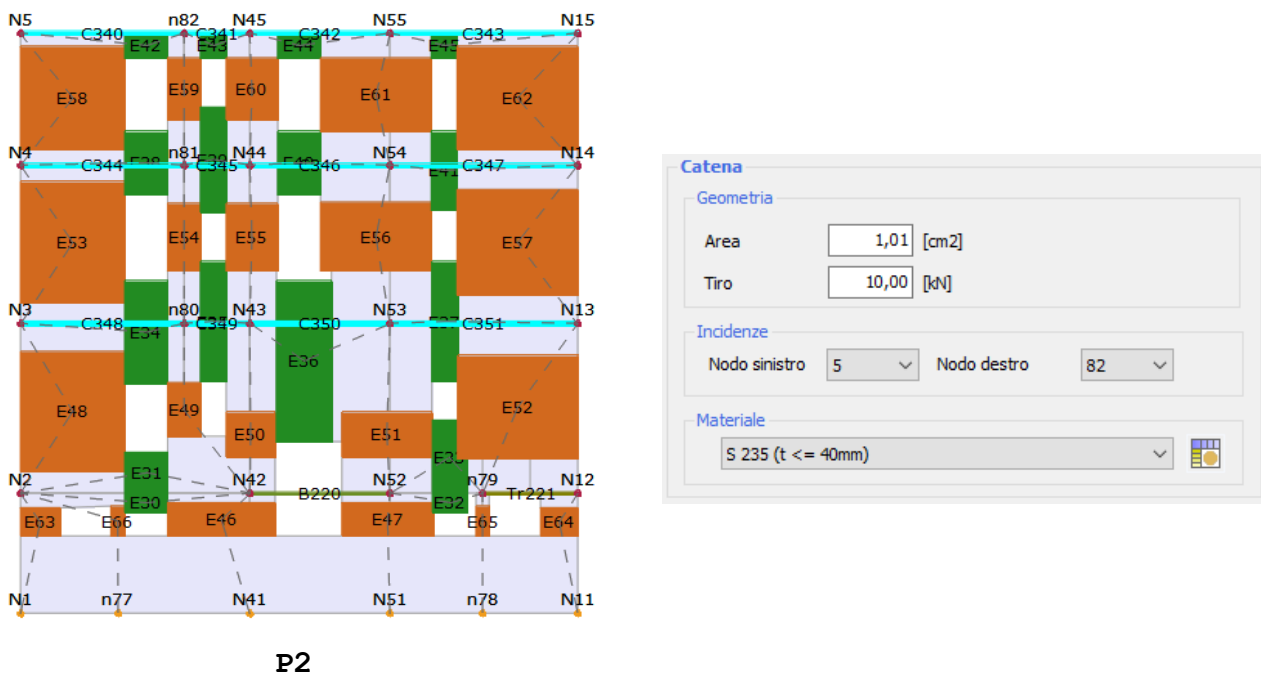 N5 n82 N45 N55 N15
C340 C341 C342 C343
E42 E43 E44 E45
E58 E59 E60 E61 E62
N4 n81 N44 N54 N14
C344 C345 C346 C347
E41
E53 E54 E55 E56 E57
N3 n80 N43 N53 N13
C348 C349 C350 C351
E34
E36
E48 E49 E50 E51 E52
N2 E31 N42 N52 E33 n79 N12
E30 B220 E32 Tr221
E63 E66 E46 E47 E65 E64
N1 n77 N41 N51 n78 N11
P2
Catena
Geometria
Area 1,01 [cm2]
Tiro 10,00 [kN]
Incidenze
Nodo sinistro 5 Nodo destro 82
Materiale
S 235 (t <= 40mm)